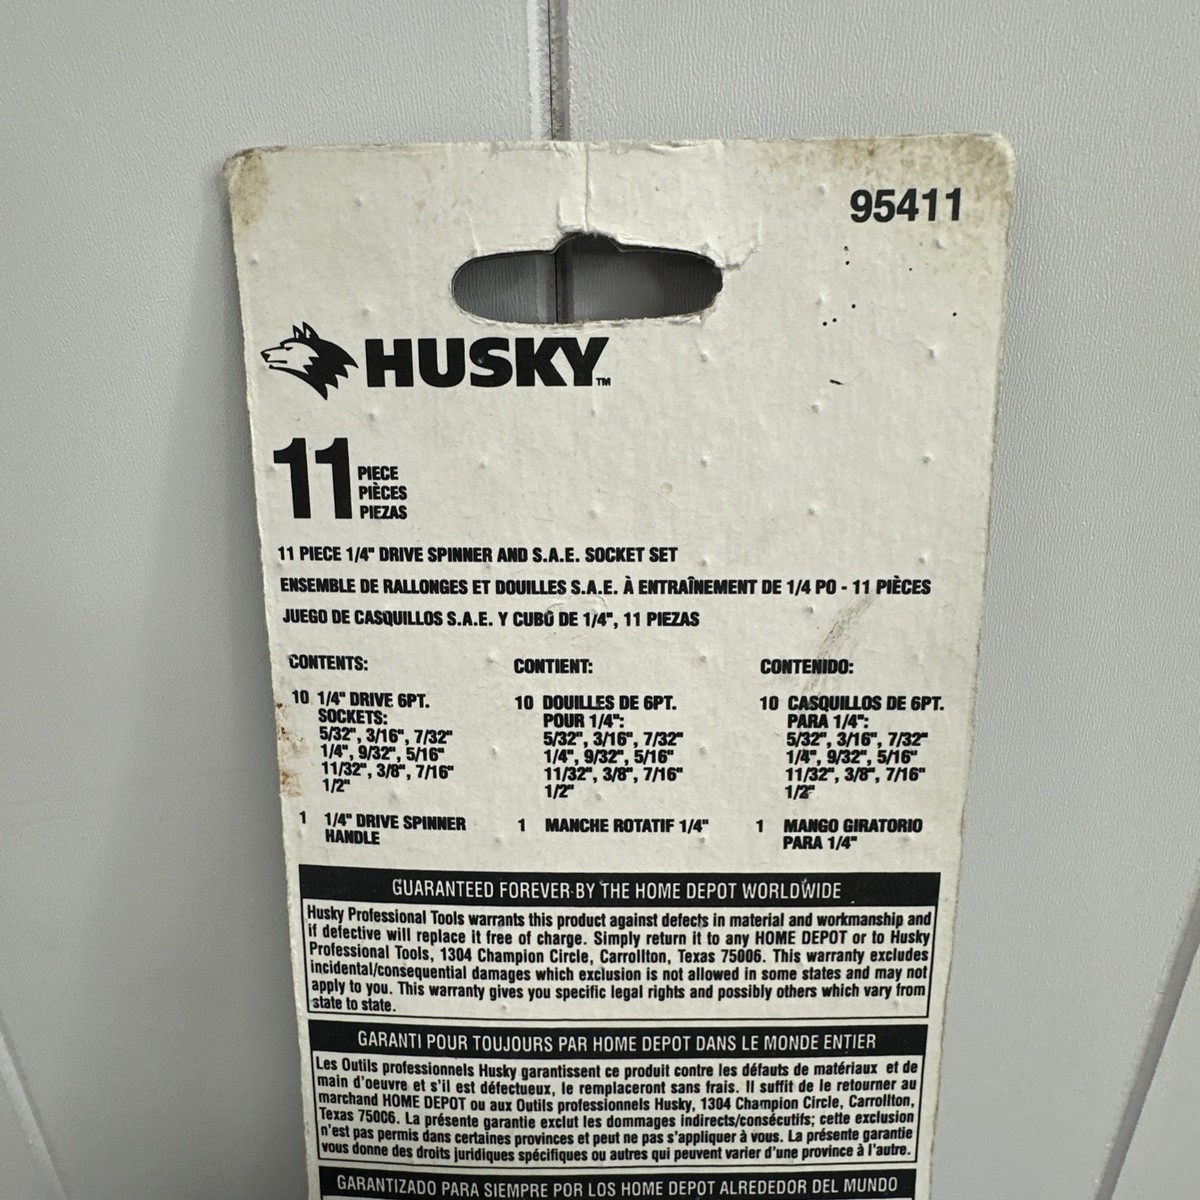 95411
HUSKY™
11
PIECE
PIÈCES
PIEZAS
11 PIECE 1/4" DRIVE SPINNER AND S.A.E. SOCKET SET
ENSEMBLE DE RALLONGES ET DOUILLES S.A.E. À ENTRAÎNEMENT DE 1/4 PO - 11 PIÈCES
JUEGO DE CASQUILLOS S.A.E. Y CUBO DE 1/4", 11 PIEZAS
CONTENTS:
10 1/4" DRIVE 6PT.
SOCKETS:
5/32", 3/16", 7/32"
1/4", 9/32", 5/16"
11/32", 3/8", 7/16"
1/2"
1 1/4" DRIVE SPINNER
HANDLE
CONTIENT:
10 DOUILLES DE 6PT.
POUR 1/4":
5/32", 3/16", 7/32"
1/4", 9/32", 5/16"
11/32", 3/8", 7/16"
1/2"
1 MANCHE ROTATIF 1/4"
CONTENIDO:
10 CASQUILLOS DE 6PT.
PARA 1/4":
5/32", 3/16", 7/32"
1/4", 9/32", 5/16"
11/32", 3/8", 7/16"
1/2"
1 MANGO GIRATORIO
PARA 1/4"
GUARANTEED FOREVER BY THE HOME DEPOT WORLDWIDE
Husky Professional Tools warrants this product against defects in material and workmanship and
if defective will replace it free of charge. Simply return it to any HOME DEPOT or to Husky
Professional Tools, 1304 Champion Circle, Carrollton, Texas 75006. This warranty excludes
incidental/consequential damages which exclusion is not allowed in some states and may not
apply to you. This warranty gives you specific legal rights and possibly others which vary from
state to state.
GARANTI POUR TOUJOURS PAR HOME DEPOT DANS LE MONDE ENTIER
Les Outils professionnels Husky garantissent ce produit contre les défauts de matériaux et de
main d'oeuvre et s'il est défectueux, le remplaceront sans frais. Il suffit de le retourner au
marchand HOME DEPOT ou aux Outils professionnels Husky, 1304 Champion Circle, Carrollton,
Texas 75006. La présente garantie exclut les dommages indirects/consécutifs; cette exclusion
n'est pas permis dans certaines provinces et peut ne pas s'appliquer à vous. La présente garantie
vous donne des droits juridiques spécifiques ou autres qui peuvent varier d'une province à l'autre.
GARANTIZADO PARA SIEMPRE POR LOS HOME DEPOT ALREDEDOR DEL MUNDO